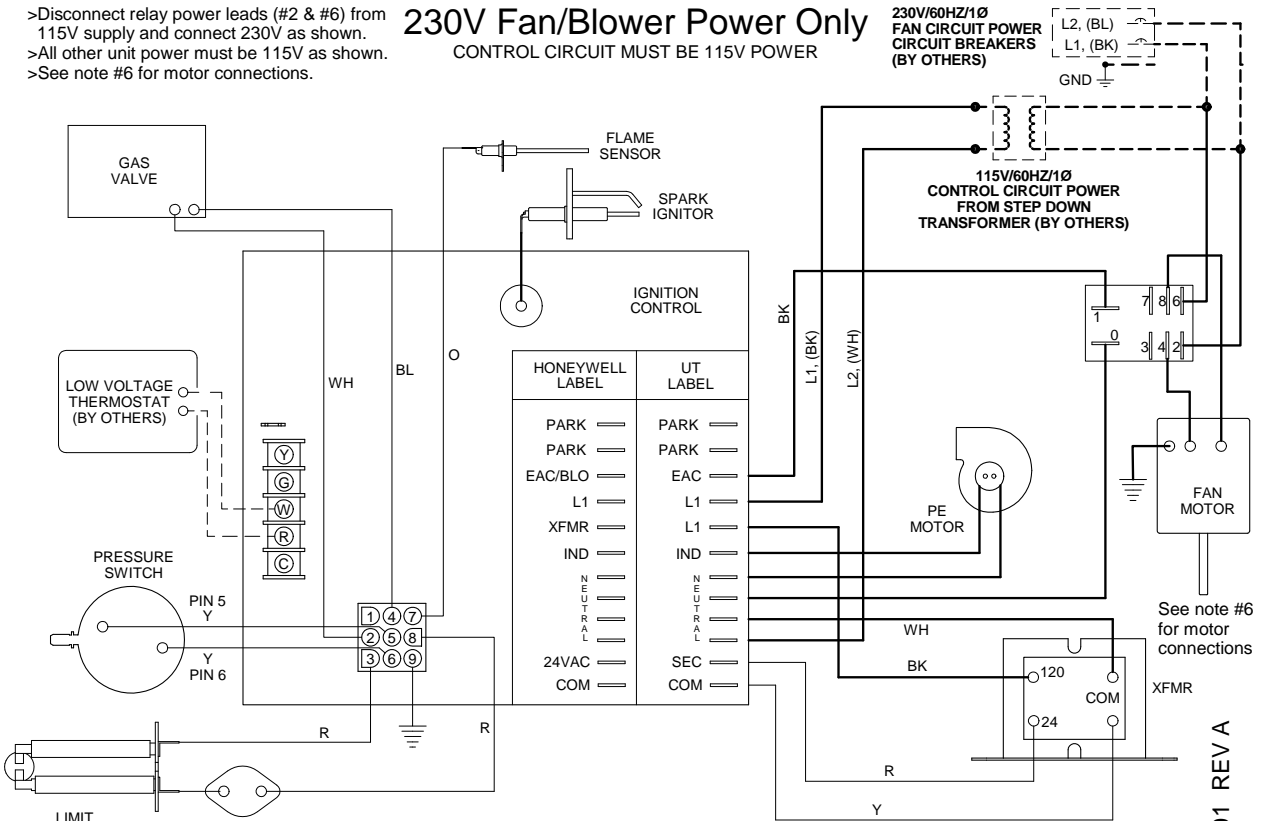 >Disconnect relay power leads (#2 & #6) from
115V supply and connect 230V as shown.
>All other unit power must be 115V as shown.
>See note #6 for motor connections.
230V Fan/Blower Power Only
CONTROL CIRCUIT MUST BE 115V POWER
230V/60HZ/1Ø
FAN CIRCUIT POWER
CIRCUIT BREAKERS
(BY OTHERS)
L2, (BL)
L1, (BK)
GND
GAS
VALVE
FLAME
SENSOR
SPARK
IGNITOR
115V/60HZ/1Ø
CONTROL CIRCUIT POWER
FROM STEP DOWN
TRANSFORMER (BY OTHERS)
IGNITION
CONTROL
WH
BL
O
BK
L1, (BK)
L2, (WH)
1
0
7 8 6
3 4 2
LOW VOLTAGE
THERMOSTAT
(BY OTHERS)
Y
G
W
R
C
HONEYWELL
LABEL
UT
LABEL
PARK PARK
PARK PARK
EAC/BLO EAC
L1 L1
XFMR L1
IND IND
NEUTRAL NEUTRAL
24VAC SEC
COM COM
PE
MOTOR
FAN
MOTOR
See note #6
for motor
connections
PRESSURE
SWITCH
PIN 5
Y
Y
PIN 6
1 4 7
2 5 8
3 6 9
WH
BK
120
COM
24
XFMR
R
R
R
Y
LIMIT
REV A